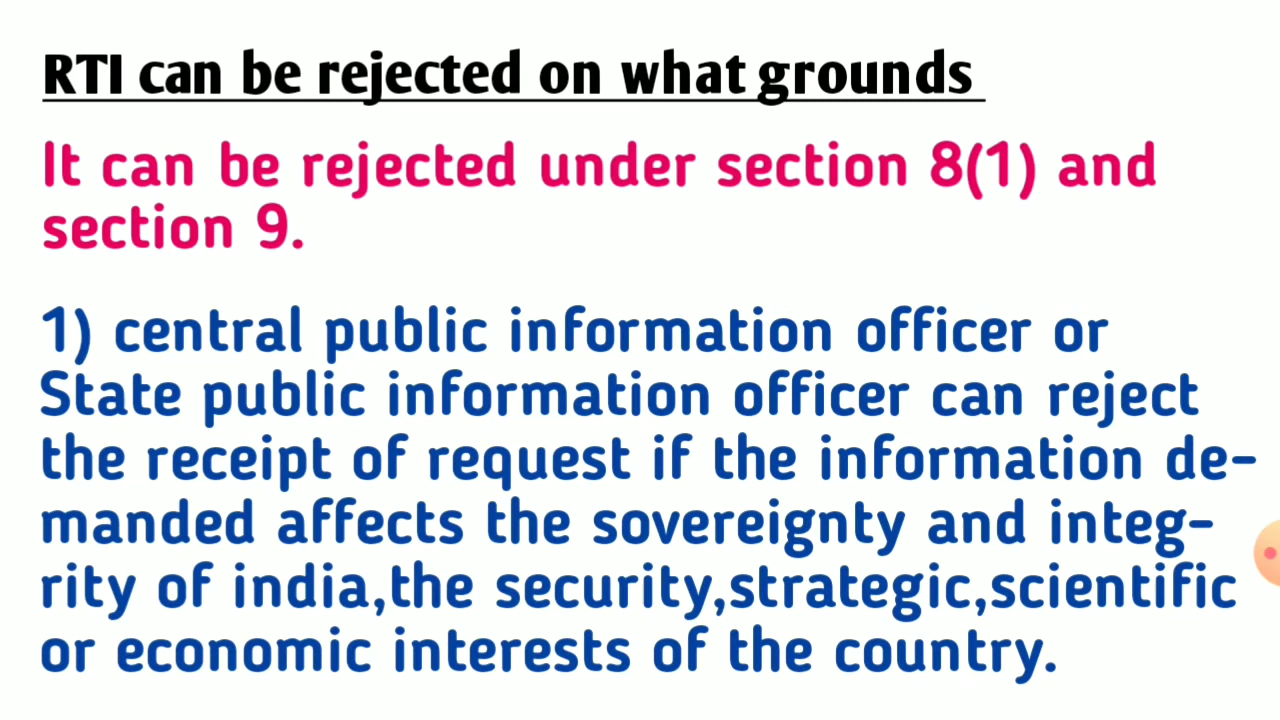 RTI can be rejected on what grounds
It can be rejected under section 8(1) and
section 9.
1) central public information officer or
State public information officer can reject
the receipt of request if the information de-
manded affects the sovereignty and integ-
rity of india,the security,strategic,scientific
or economic interests of the country.